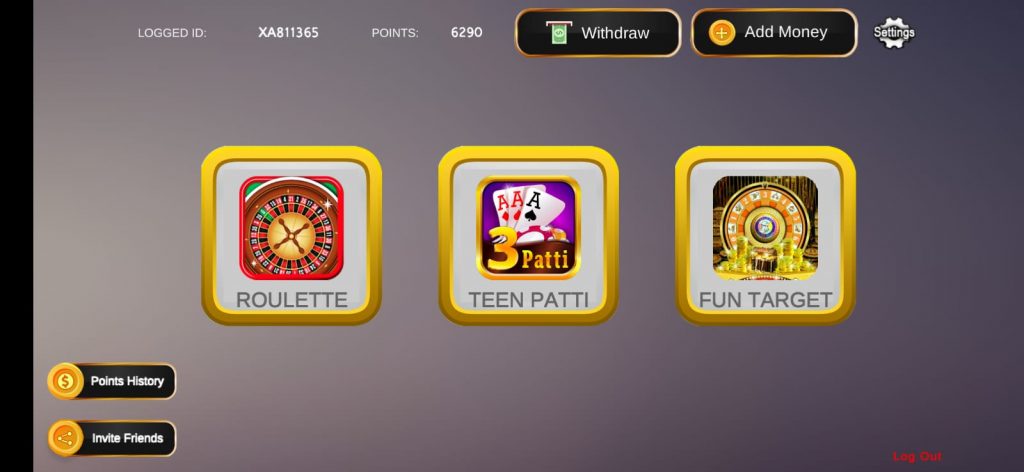 LOGGED ID: XA811365 POINTS: 6290 Withdraw Add Money Settings
AAA
3 Patti
ROULETTE TEEN PATTI FUN TARGET
Points History
Invite Friends
Log Out